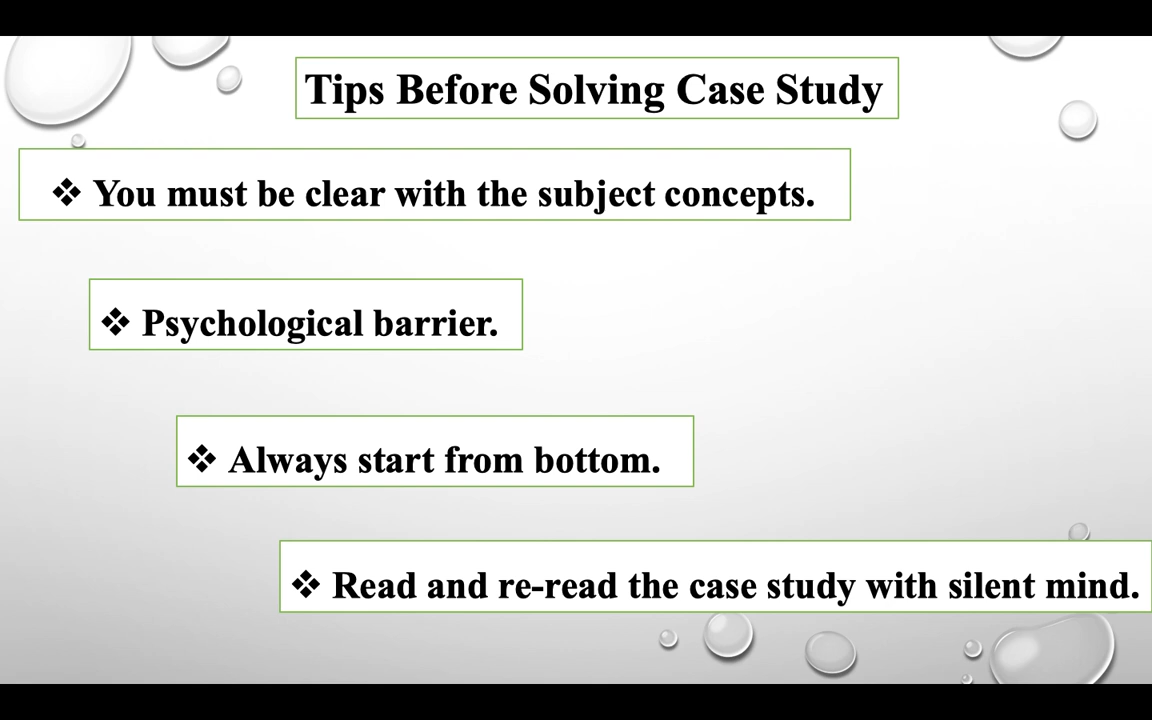 Tips Before Solving Case Study
❖ You must be clear with the subject concepts.
❖ Psychological barrier.
❖ Always start from bottom.
❖ Read and re-read the case study with silent mind.